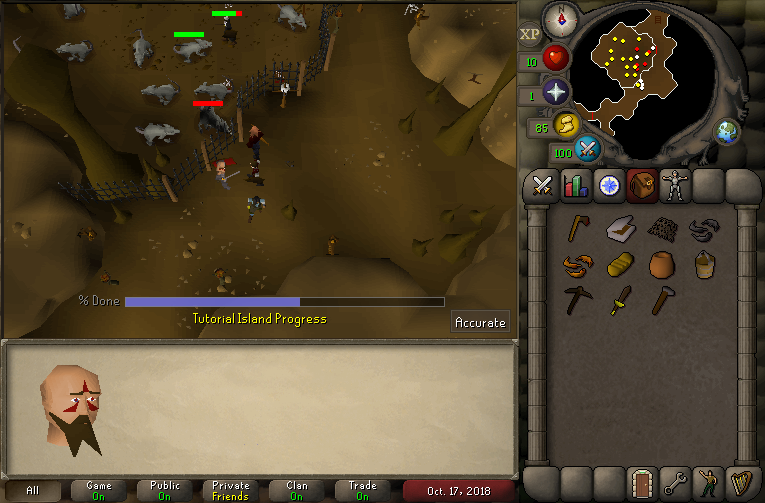 XP
10
1
85
100
% Done
Tutorial Island Progress
Accurate
All
Game
On
Public
On
Private
Friends
Clan
On
Trade
On
Oct. 17, 2018